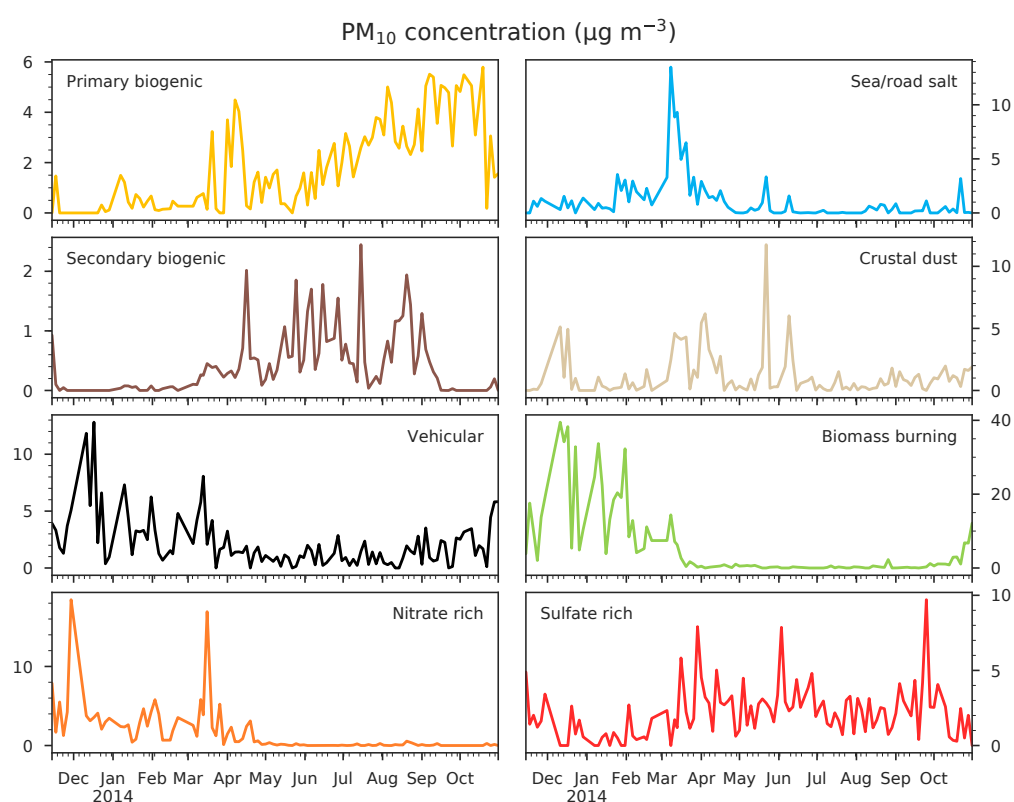 PM₁₀ concentration (µg m⁻³)
Primary biogenic
0
2
4
6
Sea/road salt
0
5
10
Secondary biogenic
0
1
2
Crustal dust
0
5
10
Vehicular
0
5
10
Biomass burning
0
20
40
Nitrate rich
0
10
Sulfate rich
0
5
10
Dec Jan Feb Mar Apr May Jun Jul Aug Sep Oct
2014
Dec Jan Feb Mar Apr May Jun Jul Aug Sep Oct
2014